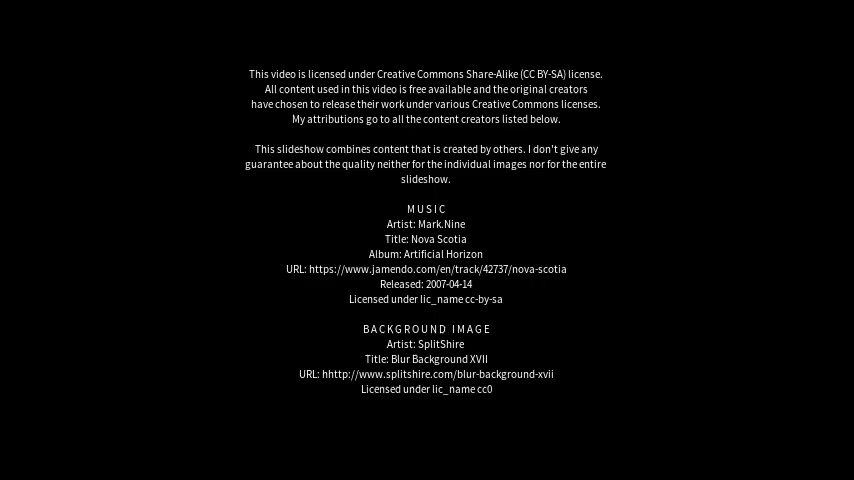 This video is licensed under Creative Commons Share-Alike (CC BY-SA) license.
All content used in this video is free available and the original creators
have chosen to release their work under various Creative Commons licenses.
My attributions go to all the content creators listed below.
This slideshow combines content that is created by others. I don't give any
guarantee about the quality neither for the individual images nor for the entire
slideshow.
MUSIC
Artist: Mark.Nine
Title: Nova Scotia
Album: Artificial Horizon
URL: https://www.jamendo.com/en/track/42737/nova-scotia
Released: 2007-04-14
Licensed under lic_name cc-by-sa
BACKGROUND IMAGE
Artist: SplitShire
Title: Blur Background XVII
URL: hhttp://www.splitshire.com/blur-background-xvii
Licensed under lic_name cc0